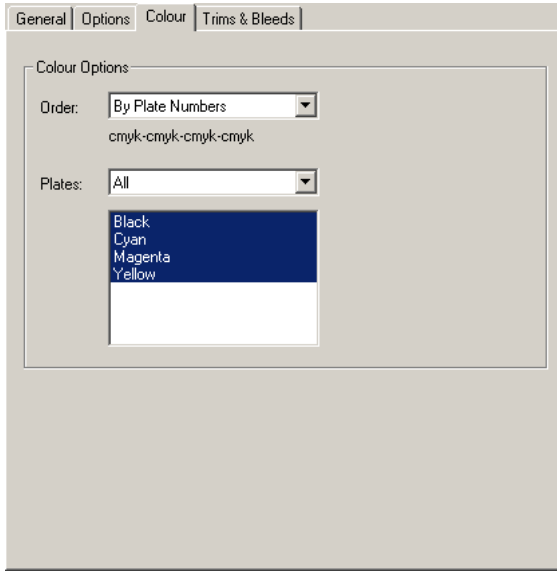 General Options Colour Trims & Bleeds
Colour Options
Order: By Plate Numbers
cmyk-cmyk-cmyk-cmyk
Plates: All
Black
Cyan
Magenta
Yellow